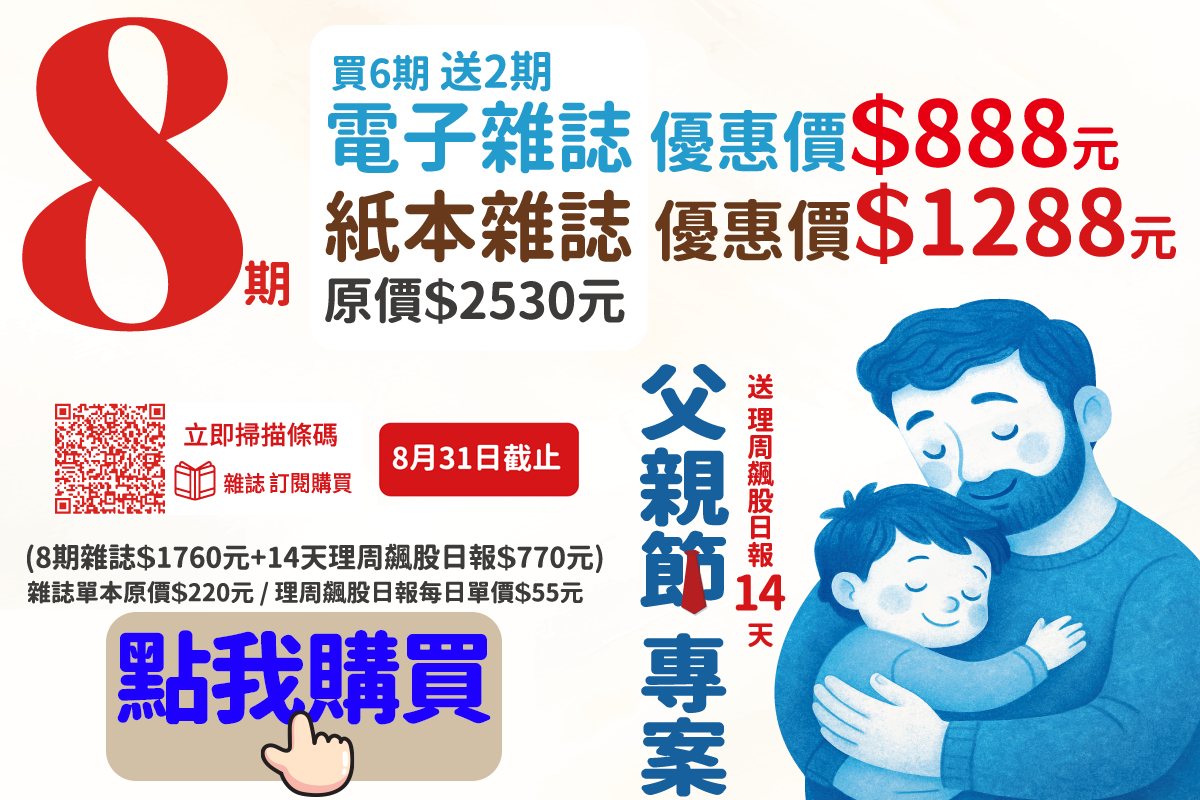 8期
買6期 送2期
電子雜誌 優惠價$888元
紙本雜誌 優惠價$1288元
原價$2530元
立即掃描條碼
雜誌 訂閱購買
8月31日截止
(8期雜誌$1760元+14天理周飆股日報$770元)
雜誌單本原價$220元 / 理周飆股日報每日單價$55元
點我購買
父親節 專案
送 理周飆股日報 14 天